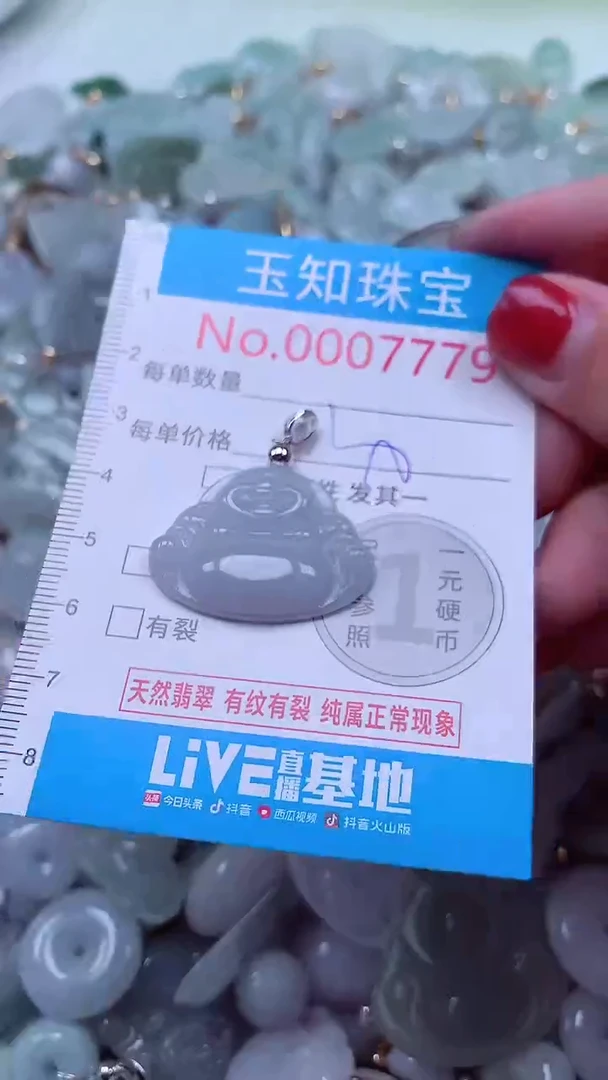 玉知珠宝
No.0007779
1
2
每单数量
3
每单价格
4
性 发其一
5
一元硬币
1
参照
6
有裂
7
天然翡翠 有纹有裂 纯属正常现象
8
LiVE直播基地
头条 今日头条 抖音 西瓜视频 抖音火山版